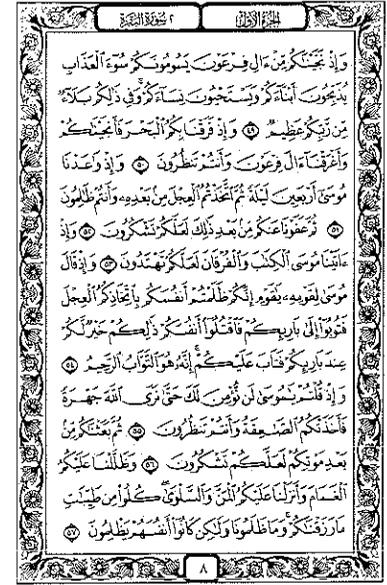 الجزء الأول
٢ سورة البقرة
وَإِذْ نَجَّيْنَٰكُم مِّنْ ءَالِ فِرْعَوْنَ يَسُومُونَكُمْ سُوٓءَ ٱلْعَذَابِ
يُذَبِّحُونَ أَبْنَآءَكُمْ وَيَسْتَحْيُونَ نِسَآءَكُمْ ۚ وَفِى ذَٰلِكُم بَلَآءٌ
مِّن رَّبِّكُمْ عَظِيمٌ ٤٩ وَإِذْ فَرَقْنَا بِكُمُ ٱلْبَحْرَ فَأَنجَيْنَٰكُمْ
وَأَغْرَقْنَآ ءَالَ فِرْعَوْنَ وَأَنتُمْ تَنظُرُونَ ٥٠ وَإِذْ وَٰعَدْنَا
مُوسَىٰٓ أَرْبَعِينَ لَيْلَةً ثُمَّ ٱتَّخَذْتُمُ ٱلْعِجْلَ مِنۢ بَعْدِهِۦ وَأَنتُمْ ظَٰلِمُونَ
٥١ ثُمَّ عَفَوْنَا عَنكُم مِّنۢ بَعْدِ ذَٰلِكَ لَعَلَّكُمْ تَشْكُرُونَ ٥٢ وَإِذْ
ءَاتَيْنَا مُوسَى ٱلْكِتَٰبَ وَٱلْفُرْقَانَ لَعَلَّكُمْ تَهْتَدُونَ ٥٣ وَإِذْ قَالَ
مُوسَىٰ لِقَوْمِهِۦ يَٰقَوْمِ إِنَّكُمْ ظَلَمْتُمْ أَنفُسَكُم بِٱتِّخَاذِكُمُ ٱلْعِجْلَ
فَتُوبُوٓا۟ إِلَىٰ بَارِئِكُمْ فَٱقْتُلُوٓا۟ أَنفُسَكُمْ ذَٰلِكُمْ خَيْرٌ لَّكُمْ
عِندَ بَارِئِكُمْ فَتَابَ عَلَيْكُمْ ۚ إِنَّهُۥ هُوَ ٱلتَّوَّابُ ٱلرَّحِيمُ ٥٤
وَإِذْ قُلْتُمْ يَٰمُوسَىٰ لَن نُّؤْمِنَ لَكَ حَتَّىٰ نَرَى ٱللَّهَ جَهْرَةً
فَأَخَذَتْكُمُ ٱلصَّٰعِقَةُ وَأَنتُمْ تَنظُرُونَ ٥٥ ثُمَّ بَعَثْنَٰكُم مِّنۢ
بَعْدِ مَوْتِكُمْ لَعَلَّكُمْ تَشْكُرُونَ ٥٦ وَظَلَّلْنَا عَلَيْكُمُ
ٱلْغَمَامَ وَأَنزَلْنَا عَلَيْكُمُ ٱلْمَنَّ وَٱلسَّلْوَىٰ ۖ كُلُوا۟ مِن طَيِّبَٰتِ
مَا رَزَقْنَٰكُمْ ۖ وَمَا ظَلَمُونَا وَلَٰكِن كَانُوٓا۟ أَنفُسَهُمْ يَظْلِمُونَ ٥٧
٨